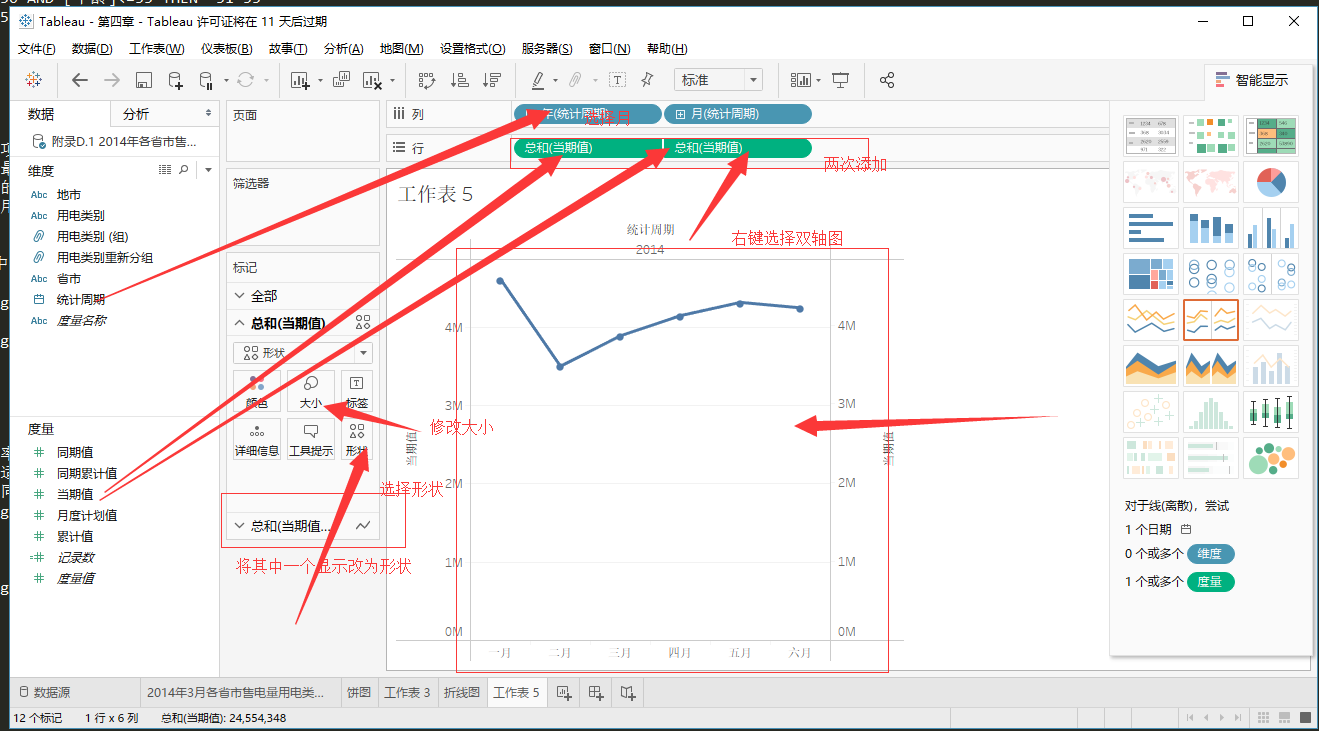 Tableau - 第四章 - Tableau 许可证将在 11 天后过期
文件(F) 数据(D) 工作表(W) 仪表板(B) 故事(T) 分析(A) 地图(M) 设置格式(O) 服务器(S) 窗口(N) 帮助(H)
标准
智能显示
数据 分析
附录D.1 2014年各省市售...
维度
Abc 地市
Abc 用电类别
用电类别 (组)
用电类别重新分组
Abc 省市
统计周期
Abc 度量名称
度量
同期值
同期累计值
当期值
月度计划值
累计值
记录数
度量值
页面
筛选器
标记
全部
总和(当期值)
形状
颜色 大小 标签
详细信息 工具提示 形状
总和(当期值...
列 年(统计周期) 月(统计周期)
选择月
行 总和(当期值) 总和(当期值)
两次添加
工作表 5
右键选择双轴图
统计周期
2014
4M
3M
2M
1M
0M
当期值
4M
3M
2M
1M
0M
当期值
一月 二月 三月 四月 五月 六月
修改大小
选择形状
将其中一个显示改为形状
对于线(离散)，尝试
1 个日期
0 个或多个 维度
1 个或多个 度量
数据源 2014年3月各省市售电量用电类... 饼图 工作表 3 折线图 工作表 5
12 个标记 1 行 x 6 列 总和(当期值): 24,554,348